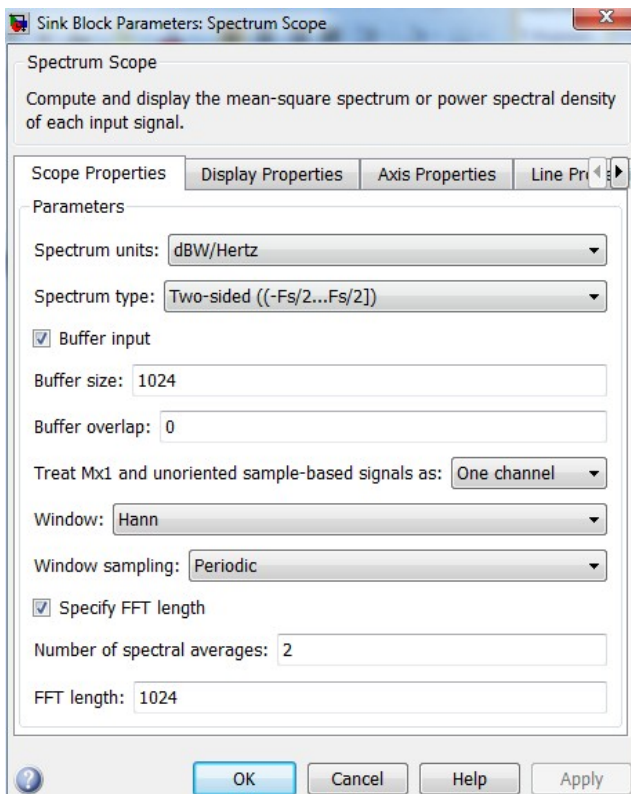 Sink Block Parameters: Spectrum Scope
x
Spectrum Scope
Compute and display the mean-square spectrum or power spectral density
of each input signal.
Scope Properties Display Properties Axis Properties Line Pr
Parameters
Spectrum units: dBW/Hertz
Spectrum type: Two-sided ((-Fs/2...Fs/2])
Buffer input
Buffer size: 1024
Buffer overlap: 0
Treat Mx1 and unoriented sample-based signals as: One channel
Window: Hann
Window sampling: Periodic
Specify FFT length
Number of spectral averages: 2
FFT length: 1024
? OK Cancel Help Apply